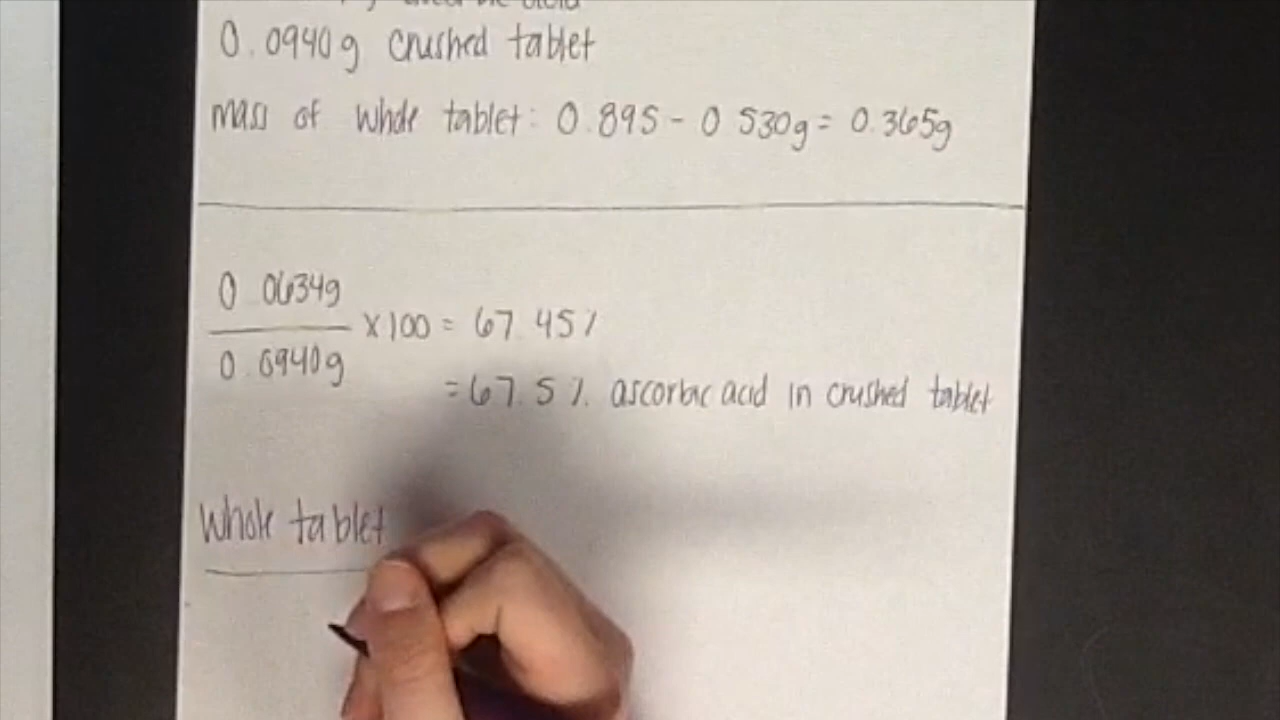 0.0940g crushed tablet
mass of whole tablet: 0.895 - 0 530g = 0.365g
0 0634g
x100 = 67 45%
0 0940g
= 67.5% ascorbic acid in crushed tablet
Whole tablet